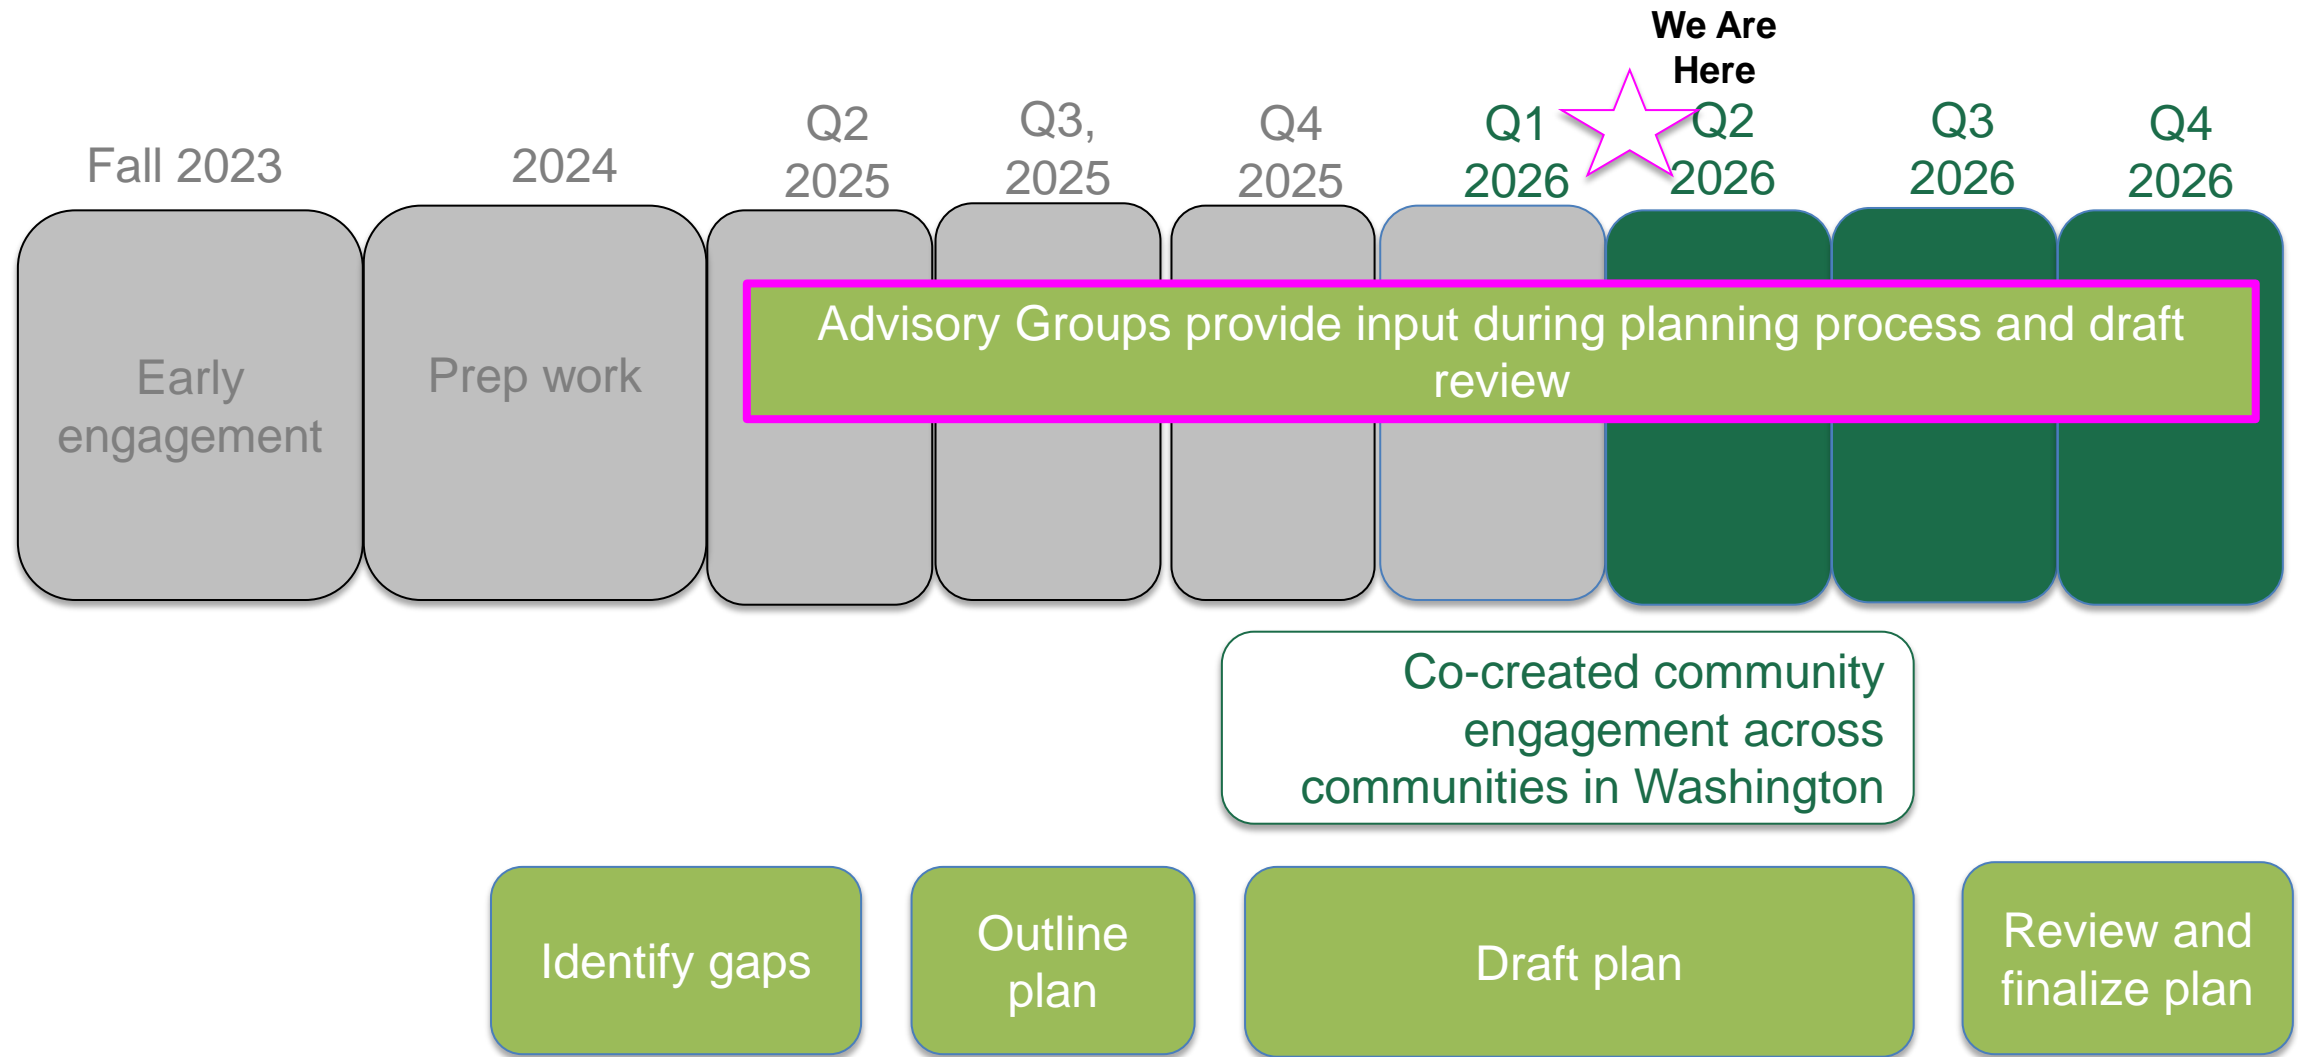 We Are
Here
Fall 2023
2024
Q2
2025
Q3,
2025
Q4
2025
Q1
2026
Q2
2026
Q3
2026
Q4
2026
Early
engagement
Prep work
Advisory Groups provide input during planning process and draft
review
Co-created community
engagement across
communities in Washington
Identify gaps
Outline
plan
Draft plan
Review and
finalize plan